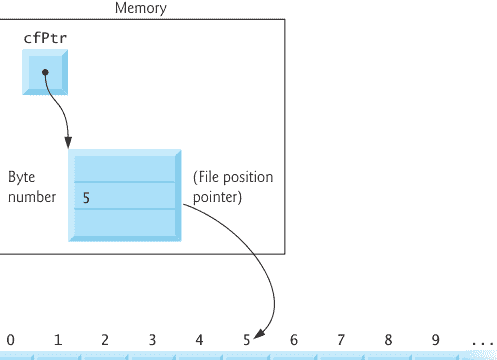 Memory
cfPtr
Byte
number
5
(File position
pointer)
0 1 2 3 4 5 6 7 8 9 ...